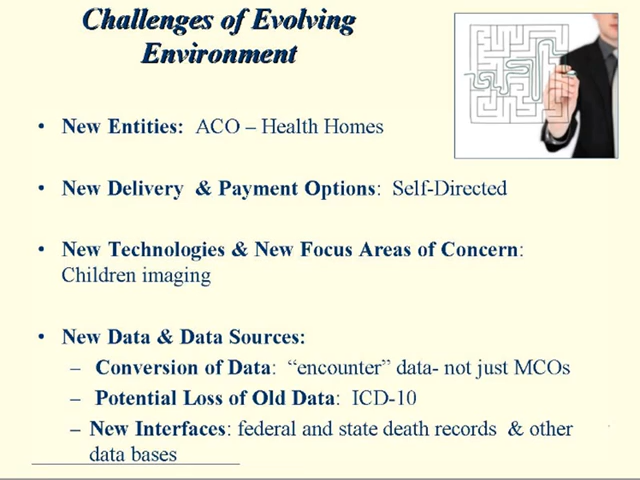 Challenges of Evolving
Environment
• New Entities: ACO – Health Homes
• New Delivery & Payment Options: Self-Directed
• New Technologies & New Focus Areas of Concern:
Children imaging
• New Data & Data Sources:
– Conversion of Data: “encounter” data- not just MCOs
– Potential Loss of Old Data: ICD-10
– New Interfaces: federal and state death records & other
data bases